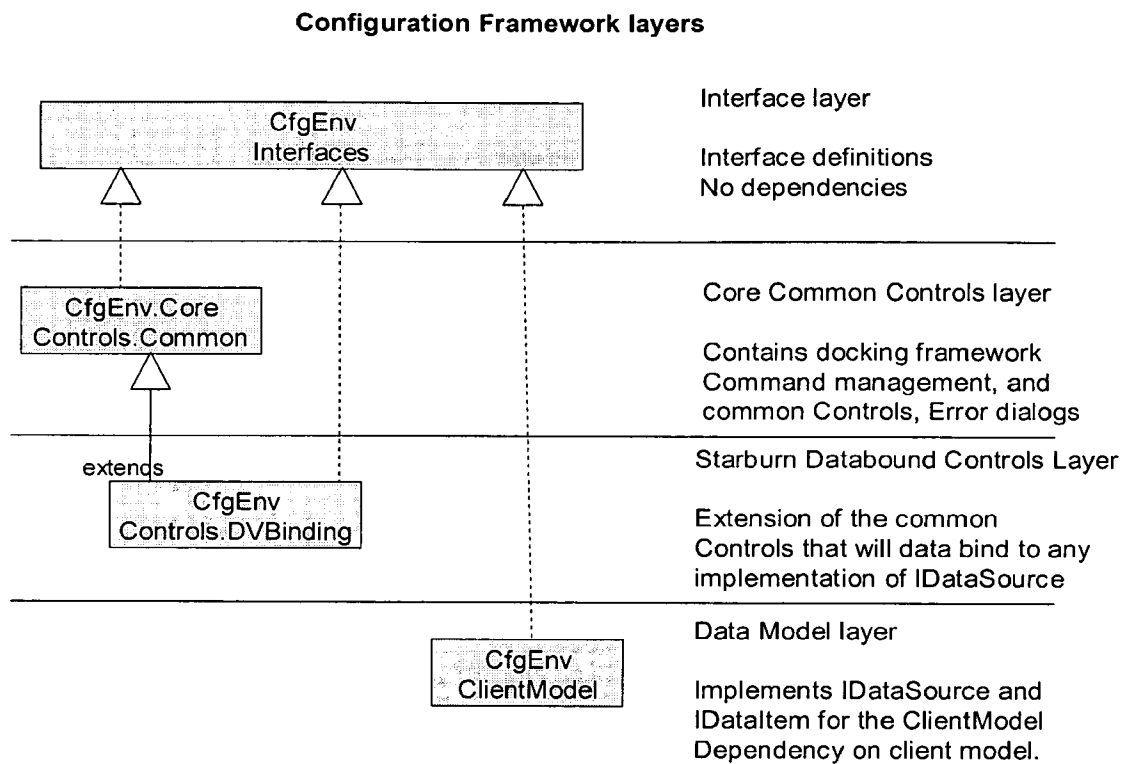 Configuration Framework layers
CfgEnv
Interfaces
Interface layer
Interface definitions
No dependencies
CfgEnv.Core
Controls.Common
Core Common Controls layer
Contains docking framework
Command management, and
common Controls, Error dialogs
extends
CfgEnv
Controls.DVBinding
Starburn Databound Controls Layer
Extension of the common
Controls that will data bind to any
implementation of IDataSource
CfgEnv
ClientModel
Data Model layer
Implements IDataSource and
IDataItem for the ClientModel
Dependency on client model.